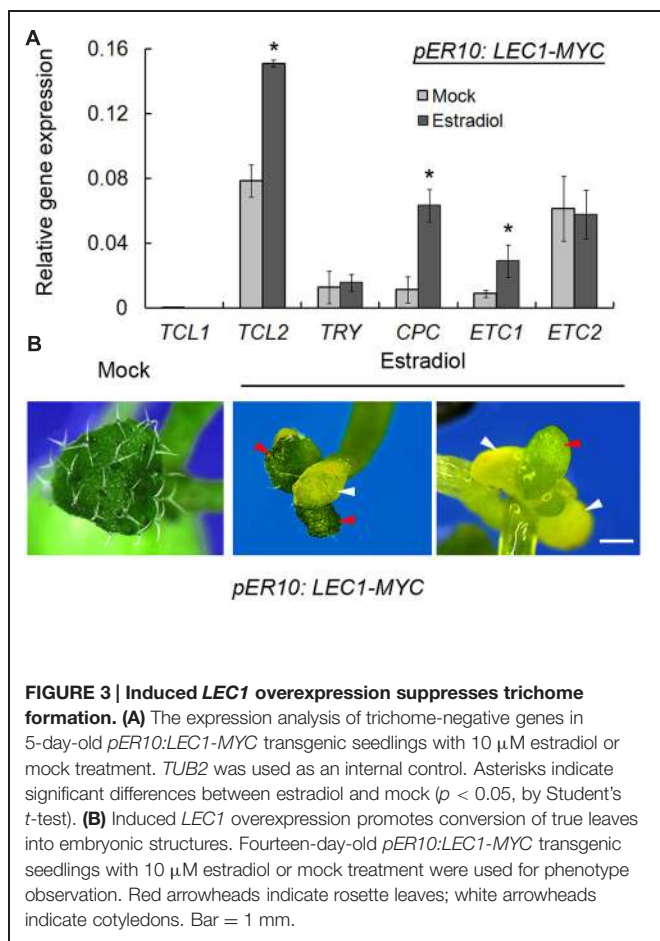 A
pER10: LEC1-MYC
Relative gene expression
0.16
0.12
0.08
0.04
0
Mock
Estradiol
*
*
*
TCL1 TCL2 TRY CPC ETC1 ETC2
B
Mock
Estradiol
pER10: LEC1-MYC
FIGURE 3 | Induced LEC1 overexpression suppresses trichome
formation. (A) The expression analysis of trichome-negative genes in
5-day-old pER10:LEC1-MYC transgenic seedlings with 10 μM estradiol or
mock treatment. TUB2 was used as an internal control. Asterisks indicate
significant differences between estradiol and mock (p < 0.05, by Student's
t-test). (B) Induced LEC1 overexpression promotes conversion of true leaves
into embryonic structures. Fourteen-day-old pER10:LEC1-MYC transgenic
seedlings with 10 μM estradiol or mock treatment were used for phenotype
observation. Red arrowheads indicate rosette leaves; white arrowheads
indicate cotyledons. Bar = 1 mm.